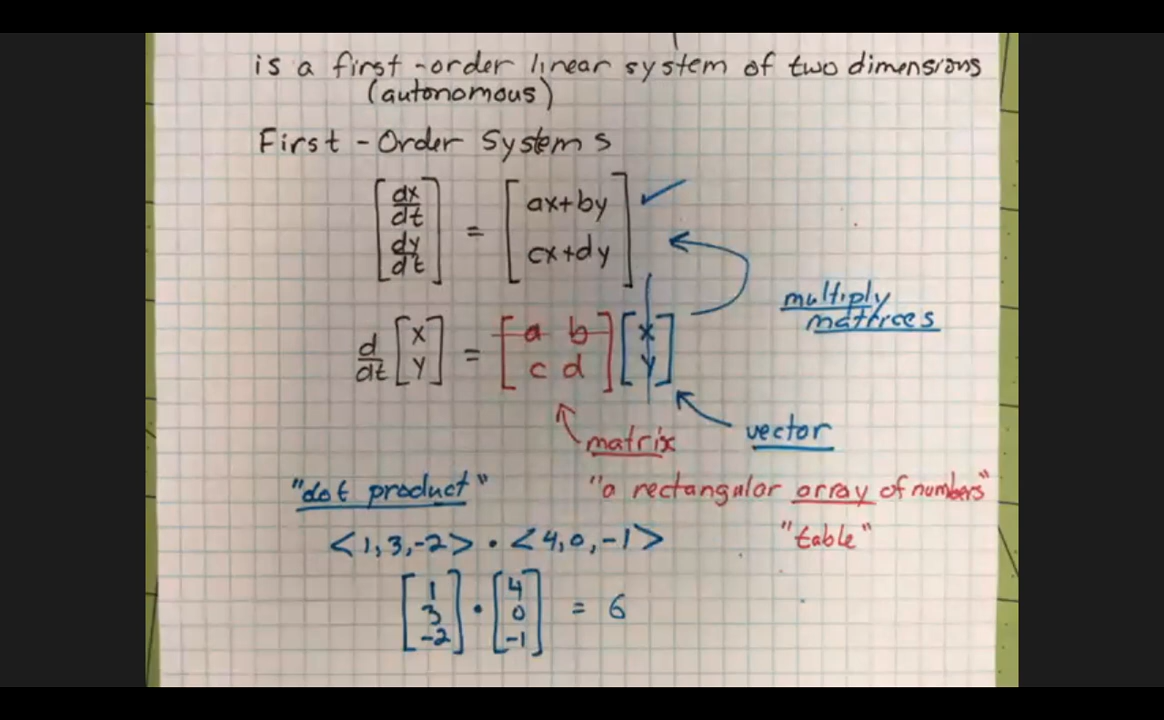 is a first-order linear system of two dimensions
(autonomous)
First-Order Systems
[dx/dt dy/dt] = [ax+by cx+dy]
multiply
matrices
d/dt [x y] = [a b c d] [x y]
matrix
vector
"dot product"
"a rectangular array of numbers"
"table"
<1,3,-2> • <4,0,-1>
[1 3 -2] • [4 0 -1] = 6